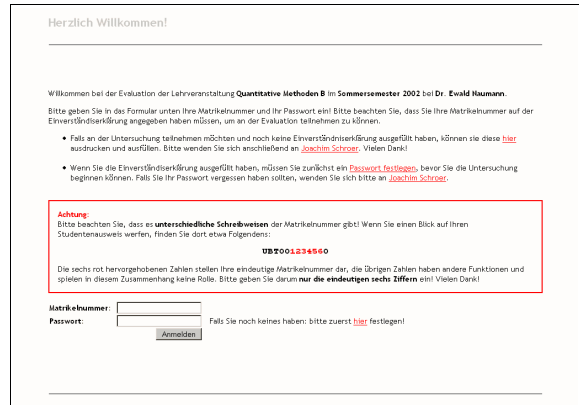 Herzlich Willkommen!
Willkommen bei der Evaluation der Lehrveranstaltung Quantitative Methoden B im Sommersemester 2002 bei Dr. Ewald Naumann.
Bitte geben Sie in das Formular unten Ihre Matrikelnummer und Ihr Passwort ein! Bitte beachten Sie, dass Sie Ihre Matrikelnummer auf der
Einverständiserklärung angegeben haben müssen, um an der Evaluation teilnehmen zu können.
• Falls an der Untersuchung teilnehmen möchten und noch keine Einverständniserklärung ausgefüllt haben, können sie diese hier
ausdrucken und ausfüllen. Bitte wenden Sie sich anschließend an Joachim Schroer. Vielen Dank!
• Wenn Sie die Einverständiserklärung ausgefüllt haben, müssen Sie zunächst ein Passwort festlegen, bevor Sie die Untersuchung
beginnen können. Falls Sie Ihr Passwort vergessen haben sollten, wenden Sie sich bitte an Joachim Schroer.
Achtung:
Bitte beachten Sie, dass es unterschiedliche Schreibweisen der Matrikelnummer gibt! Wenn Sie einen Blick auf Ihren
Studentenausweis werfen, finden Sie dort etwa Folgendens:
UBT001234560
Die sechs rot hervorgehobenen Zahlen stellen Ihre eindeutige Matrikelnummer dar, die übrigen Zahlen haben andere Funktionen und
spielen in diesem Zusammenhang keine Rolle. Bitte geben Sie darum nur die eindeutigen sechs Ziffern ein! Vielen Dank!
Matrikelnummer:
Passwort: Falls Sie noch keines haben: bitte zuerst hier festlegen!
Anmelden